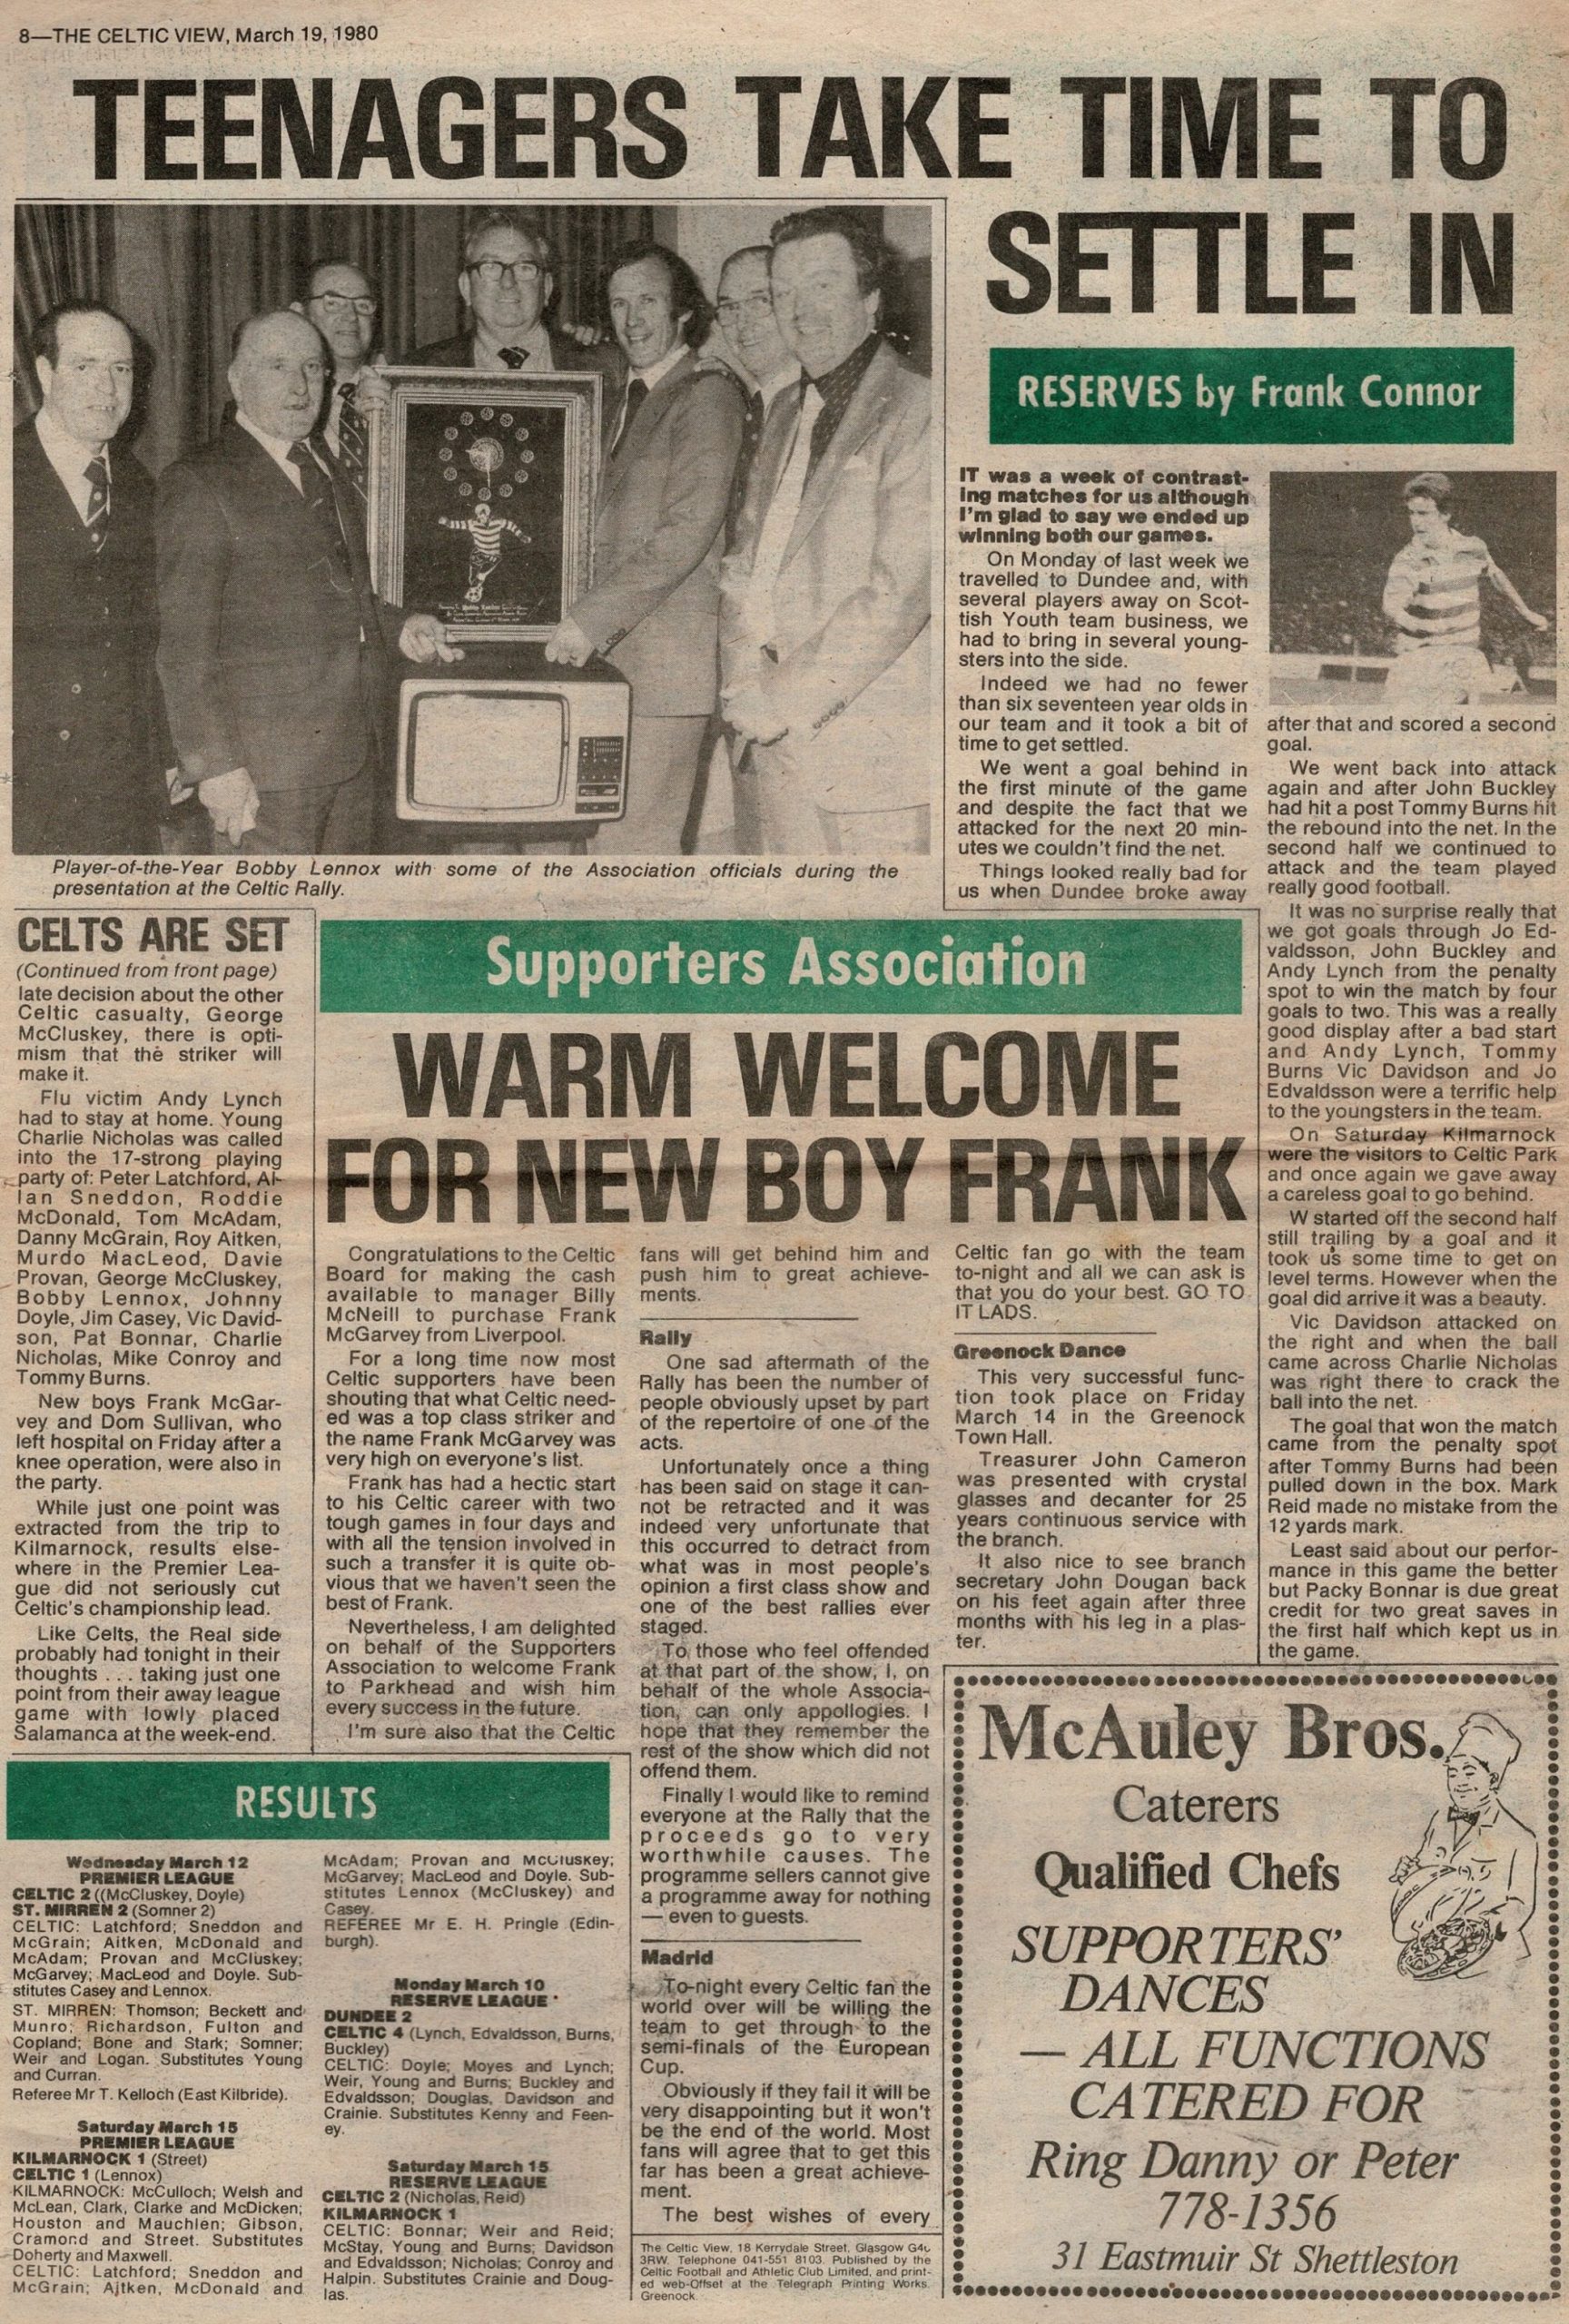 8—THE CELTIC VIEW, March 19, 1980
TEENAGERS TAKE TIME TO
SETTLE IN
RESERVES by Frank Connor
Player-of-the-Year Bobby Lennox with some of the Association officials during the
presentation at the Celtic Rally.
IT was a week of contrast-
ing matches for us although
I'm glad to say we ended up
winning both our games.
On Monday of last week we
travelled to Dundee and, with
several players away on Scot-
tish Youth team business, we
had to bring in several young-
sters into the side.
Indeed we had no fewer
than six seventeen year olds in
our team and it took a bit of
time to get settled.
We went a goal behind in
the first minute of the game
and despite the fact that we
attacked for the next 20 min-
utes we couldn't find the net.
Things looked really bad for
us when Dundee broke away
after that and scored a second
goal.
We went back into attack
again and after John Buckley
had hit a post Tommy Burns hit
the rebound into the net. In the
second half we continued to
attack and the team played
really good football.
It was no surprise really that
we got goals through Jo Ed-
valdsson, John Buckley and
Andy Lynch from the penalty
spot to win the match by four
goals to two. This was a really
good display after a bad start
and Andy Lynch, Tommy
Burns Vic Davidson and Jo
Edvaldsson were a terrific help
to the youngsters in the team.
On Saturday Kilmarnock
were the visitors to Celtic Park
and once again we gave away
a careless goal to go behind.
W started off the second half
still trailing by a goal and it
took us some time to get on
level terms. However when the
goal did arrive it was a beauty.
Vic Davidson attacked on
the right and when the ball
came across Charlie Nicholas
was right there to crack the
ball into the net.
The goal that won the match
came from the penalty spot
after Tommy Burns had been
pulled down in the box. Mark
Reid made no mistake from the
12 yards mark.
Least said about our perfor-
mance in this game the better
but Packy Bonnar is due great
credit for two great saves in
the first half which kept us in
the game.
CELTS ARE SET
(Continued from front page)
late decision about the other
Celtic casualty, George
McCluskey, there is opti-
mism that the striker will
make it.
Flu victim Andy Lynch
had to stay at home. Young
Charlie Nicholas was called
into the 17-strong playing
party of: Peter Latchford, Al-
lan Sneddon, Roddie
McDonald, Tom McAdam,
Danny McGrain, Roy Aitken,
Murdo MacLeod, Davie
Provan, George McCluskey,
Bobby Lennox, Johnny
Doyle, Jim Casey, Vic David-
son, Pat Bonnar, Charlie
Nicholas, Mike Conroy and
Tommy Burns.
New boys Frank McGar-
vey and Dom Sullivan, who
left hospital on Friday after a
knee operation, were also in
the party.
While just one point was
extracted from the trip to
Kilmarnock, results else-
where in the Premier Lea-
gue did not seriously cut
Celtic's championship lead.
Like Celts, the Real side
probably had tonight in their
thoughts . . . taking just one
point from their away league
game with lowly placed
Salamanca at the week-end.
Supporters Association
WARM WELCOME
FOR NEW BOY FRANK
Congratulations to the Celtic
Board for making the cash
available to manager Billy
McNeill to purchase Frank
McGarvey from Liverpool.
For a long time now most
Celtic supporters have been
shouting that what Celtic need-
ed was a top class striker and
the name Frank McGarvey was
very high on everyone's list.
Frank has had a hectic start
to his Celtic career with two
tough games in four days and
with all the tension involved in
such a transfer it is quite ob-
vious that we haven't seen the
best of Frank.
Nevertheless, I am delighted
on behalf of the Supporters
Association to welcome Frank
to Parkhead and wish him
every success in the future.
I'm sure also that the Celtic
fans will get behind him and
push him to great achieve-
ments.
Rally
One sad aftermath of the
Rally has been the number of
people obviously upset by part
of the repertoire of one of the
acts.
Unfortunately once a thing
has been said on stage it can-
not be retracted and it was
indeed very unfortunate that
this occurred to detract from
what was in most people's
opinion a first class show and
one of the best rallies ever
staged.
To those who feel offended
at that part of the show, I, on
behalf of the whole Associa-
tion, can only appollogies. I
hope that they remember the
rest of the show which did not
offend them.
Finally I would like to remind
everyone at the Rally that the
proceeds go to very
worthwhile causes. The
programme sellers cannot give
a programme away for nothing
— even to guests.
Madrid
To-night every Celtic fan the
world over will be willing the
team to get through to the
semi-finals of the European
Cup.
Obviously if they fail it will be
very disappointing but it won't
be the end of the world. Most
fans will agree that to get this
far has been a great achieve-
ment.
The best wishes of every
Celtic fan go with the team
to-night and all we can ask is
that you do your best. GO TO
IT LADS.
Greenock Dance
This very successful func-
tion took place on Friday
March 14 in the Greenock
Town Hall.
Treasurer John Cameron
was presented with crystal
glasses and decanter for 25
years continuous service with
the branch.
It also nice to see branch
secretary John Dougan back
on his feet again after three
months with his leg in a plas-
ter.
RESULTS
Wednesday March 12
PREMIER LEAGUE
CELTIC 2 ((McCluskey, Doyle)
ST. MIRREN 2 (Somner 2)
CELTIC: Latchford; Sneddon and
McGrain; Aitken, McDonald and
McAdam; Provan and McCluskey;
McGarvey; MacLeod and Doyle. Sub-
stitutes Casey and Lennox.
ST. MIRREN: Thomson; Beckett and
Munro; Richardson, Fulton and
Copland; Bone and Stark; Somner;
Weir and Logan. Substitutes Young
and Curran.
Referee Mr T. Kelloch (East Kilbride).
Saturday March 15
PREMIER LEAGUE
KILMARNOCK 1 (Street)
CELTIC 1 (Lennox)
KILMARNOCK: McCulloch; Welsh and
McLean, Clark, Clarke and McDicken;
Houston and Mauchlen; Gibson,
Cramond and Street. Substitutes
Doherty and Maxwell.
CELTIC: Latchford; Sneddon and
McGrain; Aitken, McDonald and
McAdam; Provan and McCluskey;
McGarvey; MacLeod and Doyle. Sub-
stitutes Lennox (McCluskey) and
Casey.
REFEREE Mr E. H. Pringle (Edin-
burgh).
Monday March 10
RESERVE LEAGUE
DUNDEE 2
CELTIC 4 (Lynch, Edvaldsson, Burns,
Buckley)
CELTIC: Doyle; Moyes and Lynch;
Weir, Young and Burns; Buckley and
Edvaldsson; Douglas, Davidson and
Crainie. Substitutes Kenny and Feen-
ey.
Saturday March 15
RESERVE LEAGUE
CELTIC 2 (Nicholas, Reid)
KILMARNOCK 1
CELTIC: Bonnar; Weir and Reid;
McStay, Young and Burns; Davidson
and Edvaldsson; Nicholas; Conroy and
Halpin. Substitutes Crainie and Doug-
las.
The Celtic View, 18 Kerrydale Street, Glasgow G40
3RW. Telephone 041-551 8103. Published by the
Celtic Football and Athletic Club Limited, and print-
ed web-Offset at the Telegraph Printing Works,
Greenock.
McAuley Bros.
Caterers
Qualified Chefs
SUPPORTERS'
DANCES
— ALL FUNCTIONS
CATERED FOR
Ring Danny or Peter
778-1356
31 Eastmuir St Shettleston